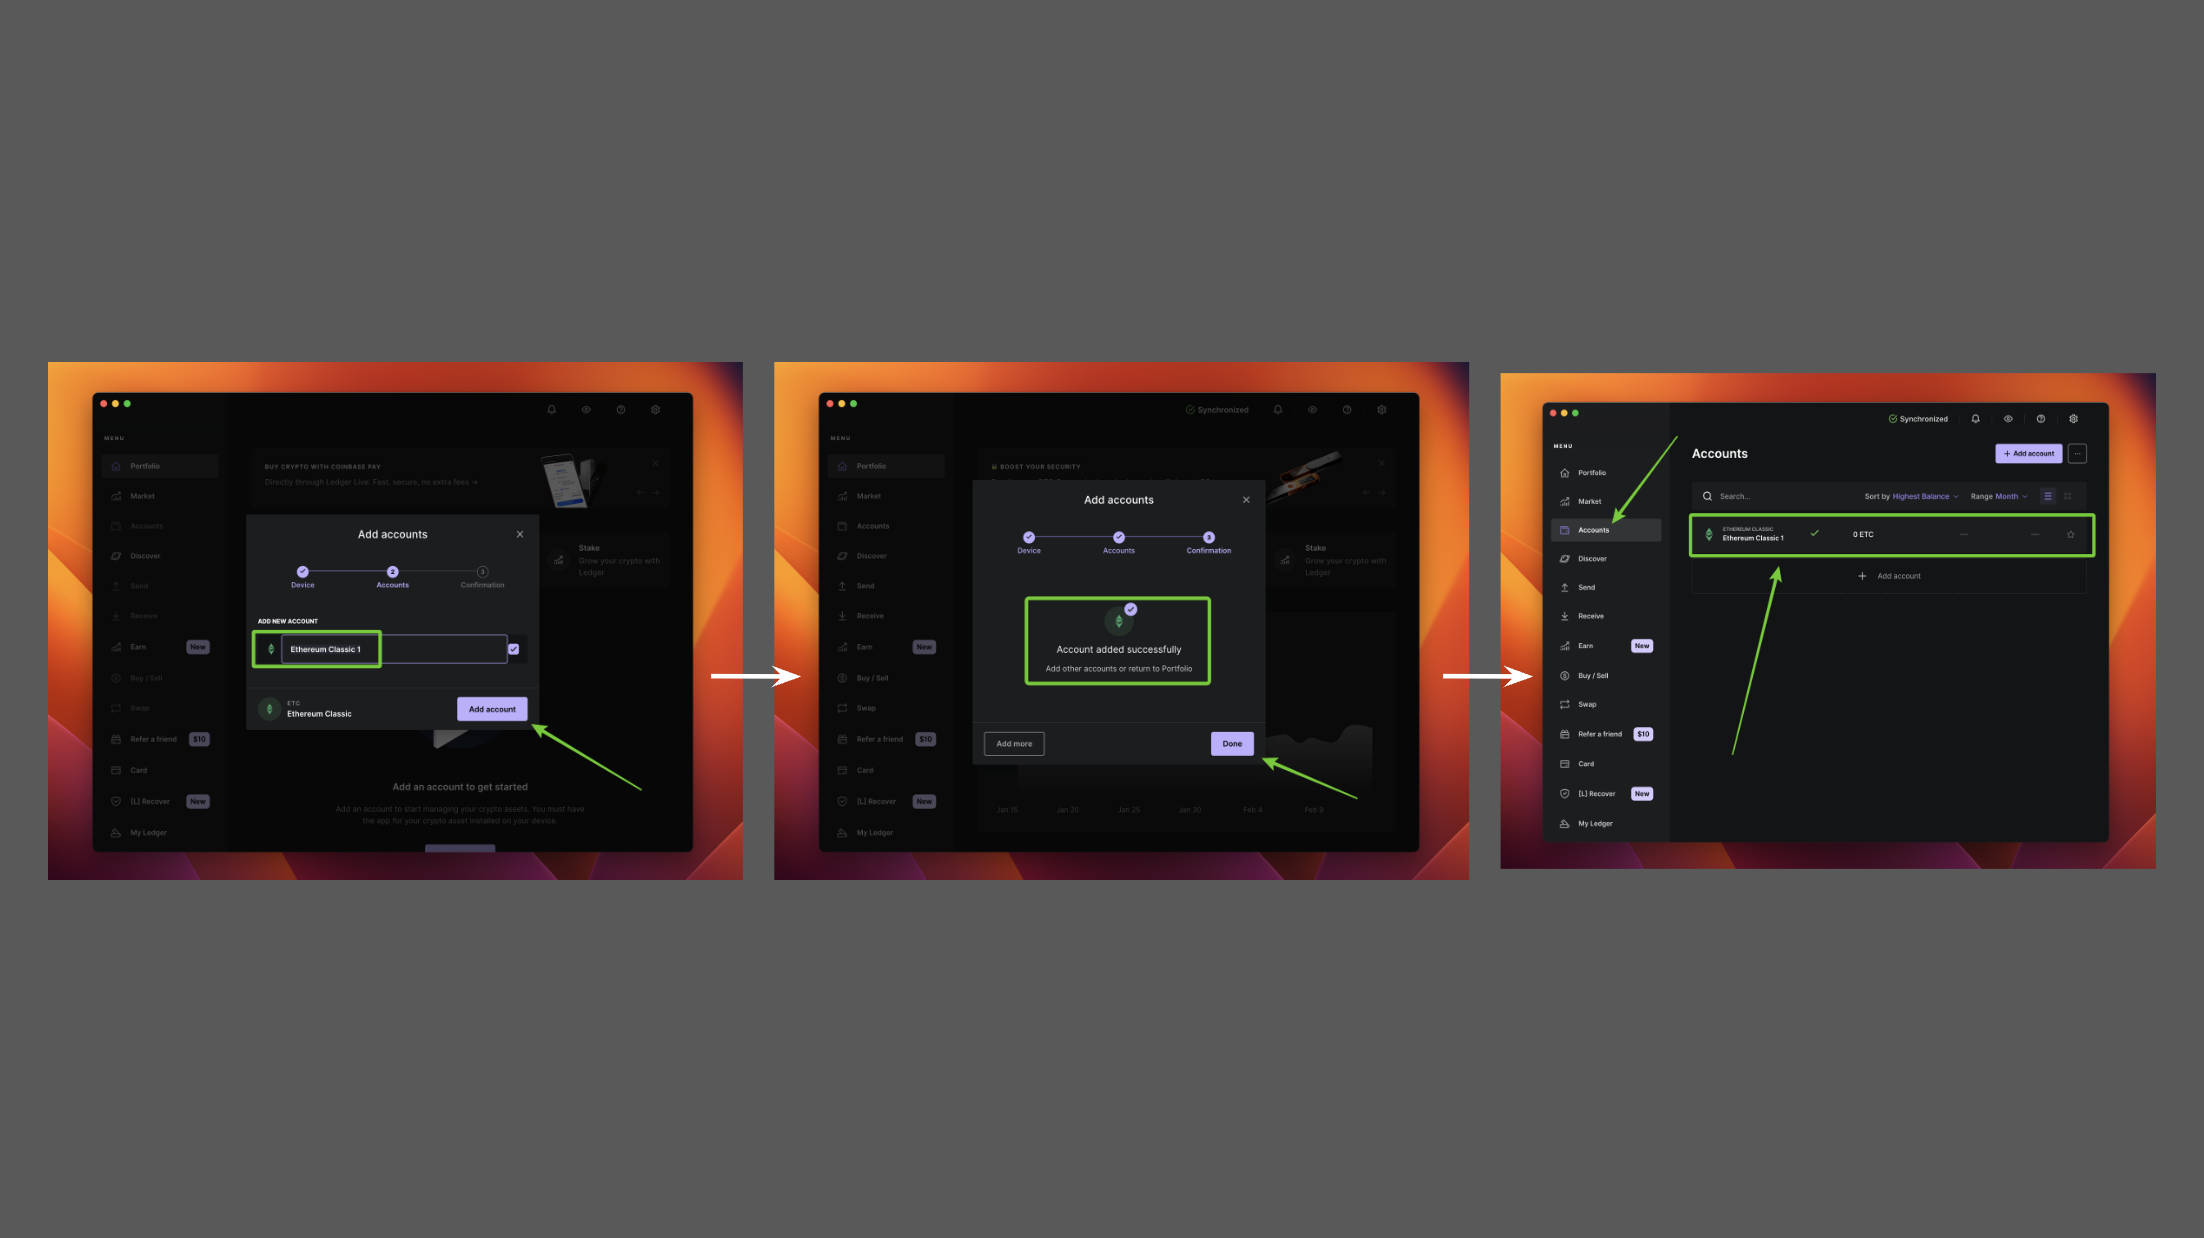 MENU
Portfolio
Market
Accounts
Discover
Send
Receive
Earn New
Buy / Sell
Swap
Refer a friend $10
Card
[L] Recover New
My Ledger
BUY CRYPTO WITH COINBASE PAY
Directly through Ledger Live. Fast, secure, no extra fees →
Stake
Grow your crypto with
Ledger
Add accounts
2 3
Device Accounts Confirmation
ADD NEW ACCOUNT
Ethereum Classic 1
ETC
Ethereum Classic
Add account
Add an account to get started
Add an account to start managing your crypto assets. You must have
the app for your crypto asset installed on your device.
Synchronized
MENU
Portfolio
Market
Accounts
Discover
Send
Receive
Earn New
Buy / Sell
Swap
Refer a friend $10
Card
[L] Recover New
My Ledger
BOOST YOUR SECURITY
Stake
Grow your crypto with
Ledger
Add accounts
3
Device Accounts Confirmation
Account added successfully
Add other accounts or return to Portfolio
Add more Done
Jan 15 Jan 20 Jan 25 Jan 30 Feb 4 Feb 9
Synchronized
MENU
Portfolio
Market
Accounts
Discover
Send
Receive
Earn New
Buy / Sell
Swap
Refer a friend $10
Card
[L] Recover New
My Ledger
Accounts
+ Add account ...
Search... Sort by Highest Balance Range Month
ETHEREUM CLASSIC
Ethereum Classic 1 0 ETC — —
+ Add account